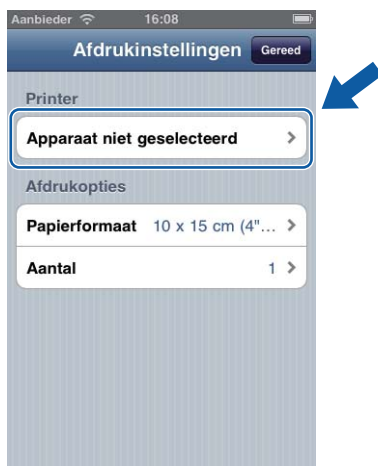 Aanbieder 16:08
Afdrukinstellingen Gereed
Printer
Apparaat niet geselecteerd
Afdrukopties
Papierformaat 10 x 15 cm (4"...
Aantal 1